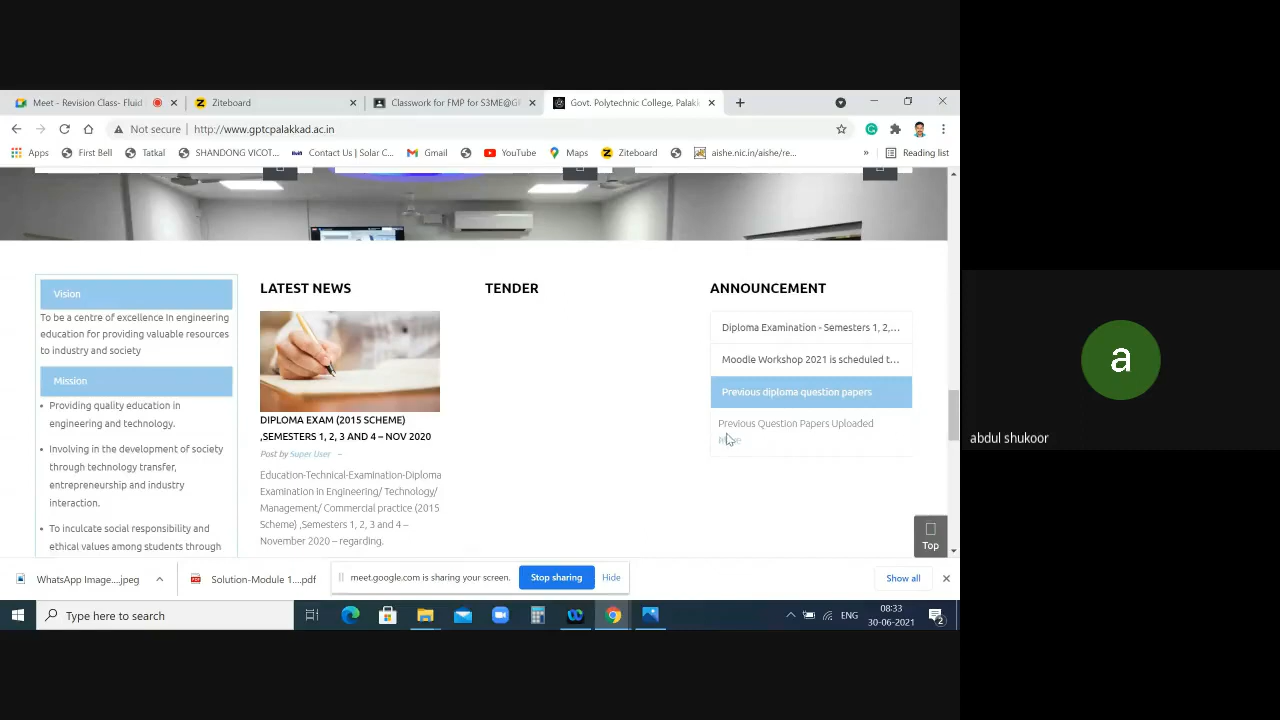 Meet - Revision Class- Fluid
Ziteboard
Classwork for FMP for S3ME@GP
Govt. Polytechnic College, Palakk
Not secure
http://www.gptcpalakkad.ac.in
Apps
First Bell
Tatkal
SHANDONG VICOT...
Contact Us | Solar C...
Gmail
YouTube
Maps
Ziteboard
aishe.nic.in/aishe/re...
»
Reading list
Vision
To be a centre of excellence in engineering
education for providing valuable resources
to industry and society
Mission
• Providing quality education in
engineering and technology.
• Involving in the development of society
through technology transfer,
entrepreneurship and industry
interaction.
• To inculcate social responsibility and
ethical values among students through
LATEST NEWS
DIPLOMA EXAM (2015 SCHEME)
,SEMESTERS 1, 2, 3 AND 4 – NOV 2020
Post by Super User –
Education-Technical-Examination-Diploma
Examination in Engineering/ Technology/
Management/ Commercial practice (2015
Scheme) ,Semesters 1, 2, 3 and 4 –
November 2020 – regarding.
TENDER
ANNOUNCEMENT
Diploma Examination - Semesters 1, 2,...
Moodle Workshop 2021 is scheduled t...
Previous diploma question papers
Previous Question Papers Uploaded
Top
a
abdul shukoor
WhatsApp Image....jpeg
Solution-Module 1....pdf
meet.google.com is sharing your screen.
Stop sharing
Hide
Show all
Type here to search
ENG
08:33
30-06-2021
2